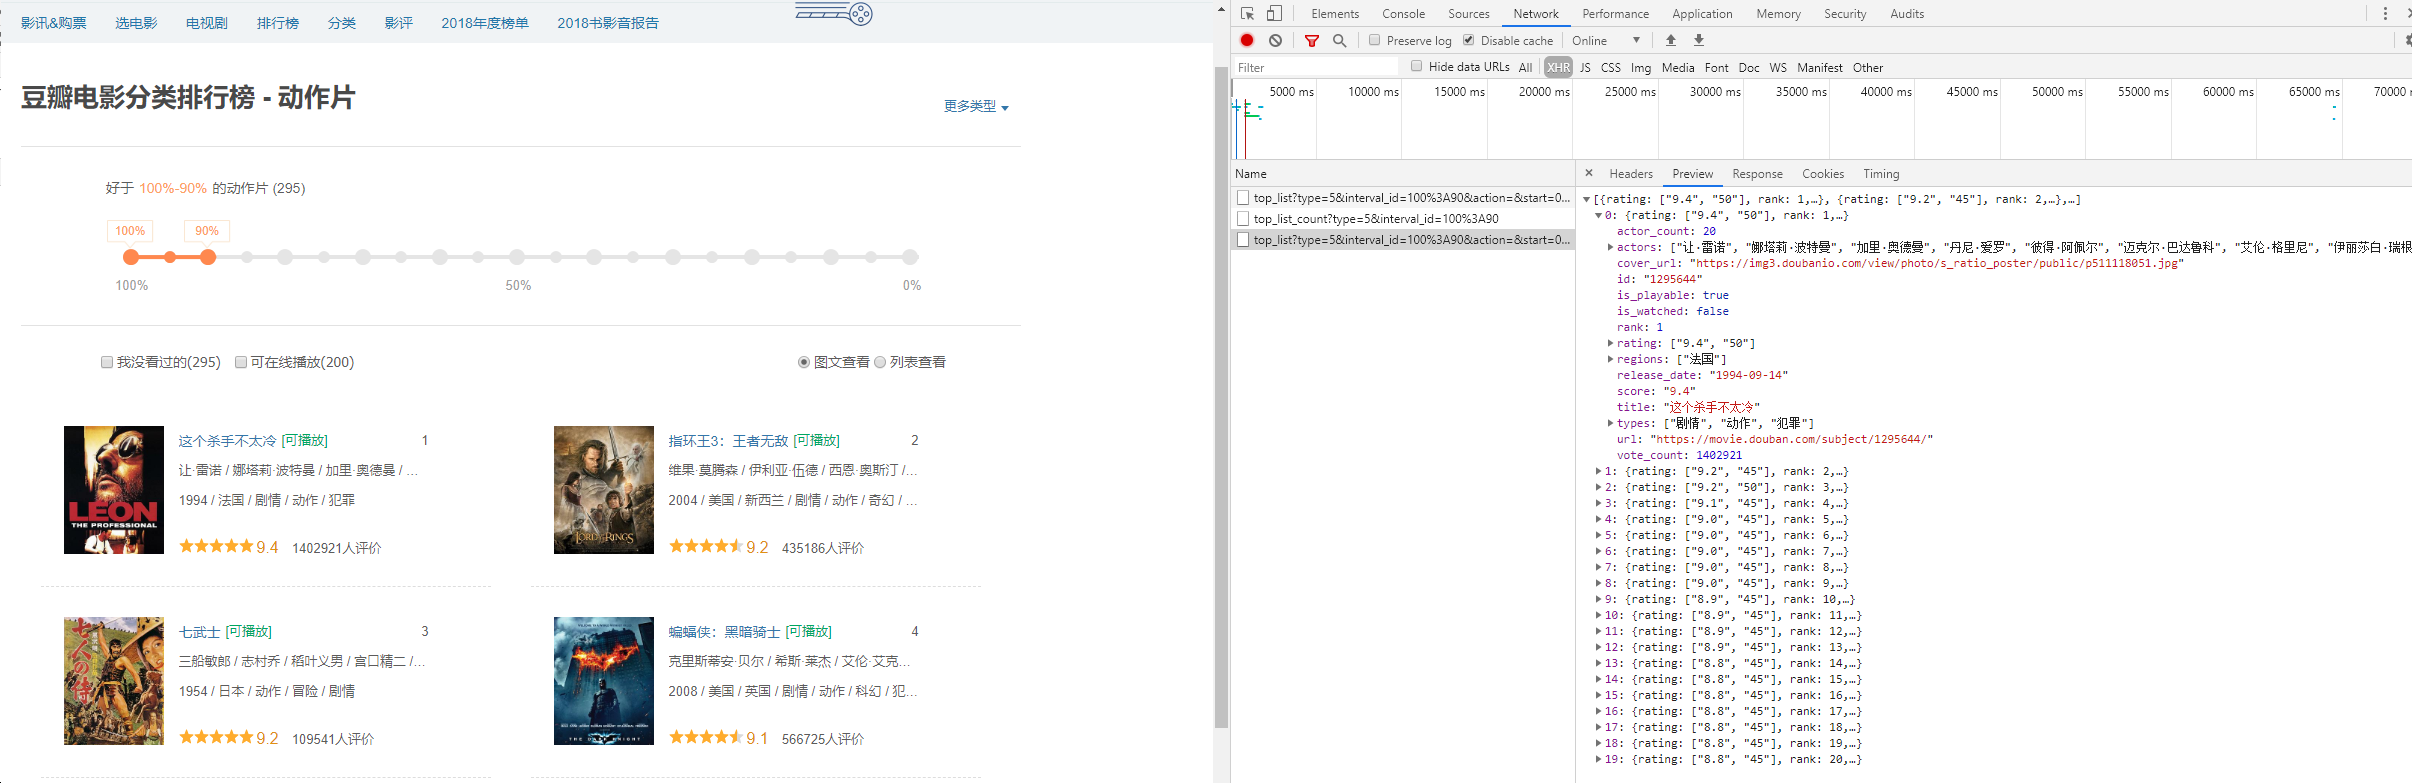 影讯&购票 选电影 电视剧 排行榜 分类 影评 2018年度榜单 2018书影音报告
豆瓣电影分类排行榜 - 动作片
更多类型
好于 100%-90% 的动作片 (295)
100% 90%
100% 50% 0%
我没看过的(295) 可在线播放(200) 图文查看 列表查看
LEON
THE PROFESSIONAL
这个杀手不太冷 [可播放] 1
让·雷诺 / 娜塔莉·波特曼 / 加里·奥德曼 / ...
1994 / 法国 / 剧情 / 动作 / 犯罪
9.4 1402921人评价
指环王3：王者无敌 [可播放] 2
维果·莫腾森 / 伊利亚·伍德 / 西恩·奥斯汀 /...
2004 / 美国 / 新西兰 / 剧情 / 动作 / 奇幻 / ...
9.2 435186人评价
七武士 [可播放] 3
三船敏郎 / 志村乔 / 稻叶义男 / 宫口精二 /...
1954 / 日本 / 动作 / 冒险 / 剧情
9.2 109541人评价
THE DARK KNIGHT
蝙蝠侠：黑暗骑士 [可播放] 4
克里斯蒂安·贝尔 / 希斯·莱杰 / 艾伦·艾克...
2008 / 美国 / 英国 / 剧情 / 动作 / 科幻 / 犯...
9.1 566725人评价
Elements Console Sources Network Performance Application Memory Security Audits
Preserve log Disable cache Online
Filter Hide data URLs All XHR JS CSS Img Media Font Doc WS Manifest Other
5000 ms 10000 ms 15000 ms 20000 ms 25000 ms 30000 ms 35000 ms 40000 ms 45000 ms 50000 ms 55000 ms 60000 ms 65000 ms 70000
Name
top_list?type=5&interval_id=100%3A90&action=&start=0...
top_list_count?type=5&interval_id=100%3A90
top_list?type=5&interval_id=100%3A90&action=&start=0...
Headers Preview Response Cookies Timing
[{rating: ["9.4", "50"], rank: 1,…}, {rating: ["9.2", "45"], rank: 2,…},…]
0: {rating: ["9.4", "50"], rank: 1,…}
actor_count: 20
actors: ["让·雷诺", "娜塔莉·波特曼", "加里·奥德曼", "丹尼·爱罗", "彼得·阿佩尔", "迈克尔·巴达鲁科", "艾伦·格里尼", "伊丽莎白·瑞根
cover_url: "https://img3.doubanio.com/view/photo/s_ratio_poster/public/p511118051.jpg"
id: "1295644"
is_playable: true
is_watched: false
rank: 1
rating: ["9.4", "50"]
regions: ["法国"]
release_date: "1994-09-14"
score: "9.4"
title: "这个杀手不太冷"
types: ["剧情", "动作", "犯罪"]
url: "https://movie.douban.com/subject/1295644/"
vote_count: 1402921
1: {rating: ["9.2", "45"], rank: 2,…}
2: {rating: ["9.2", "50"], rank: 3,…}
3: {rating: ["9.1", "45"], rank: 4,…}
4: {rating: ["9.0", "45"], rank: 5,…}
5: {rating: ["9.0", "45"], rank: 6,…}
6: {rating: ["9.0", "45"], rank: 7,…}
7: {rating: ["9.0", "45"], rank: 8,…}
8: {rating: ["9.0", "45"], rank: 9,…}
9: {rating: ["8.9", "45"], rank: 10,…}
10: {rating: ["8.9", "45"], rank: 11,…}
11: {rating: ["8.9", "45"], rank: 12,…}
12: {rating: ["8.9", "45"], rank: 13,…}
13: {rating: ["8.8", "45"], rank: 14,…}
14: {rating: ["8.8", "45"], rank: 15,…}
15: {rating: ["8.8", "45"], rank: 16,…}
16: {rating: ["8.8", "45"], rank: 17,…}
17: {rating: ["8.8", "45"], rank: 18,…}
18: {rating: ["8.8", "45"], rank: 19,…}
19: {rating: ["8.8", "45"], rank: 20,…}